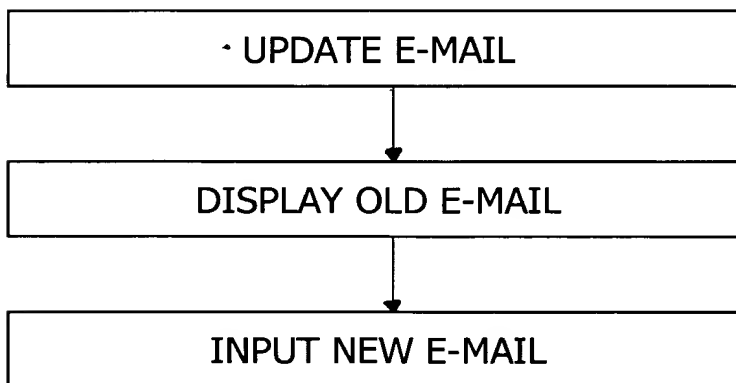 UPDATE E-MAIL
DISPLAY OLD E-MAIL
INPUT NEW E-MAIL